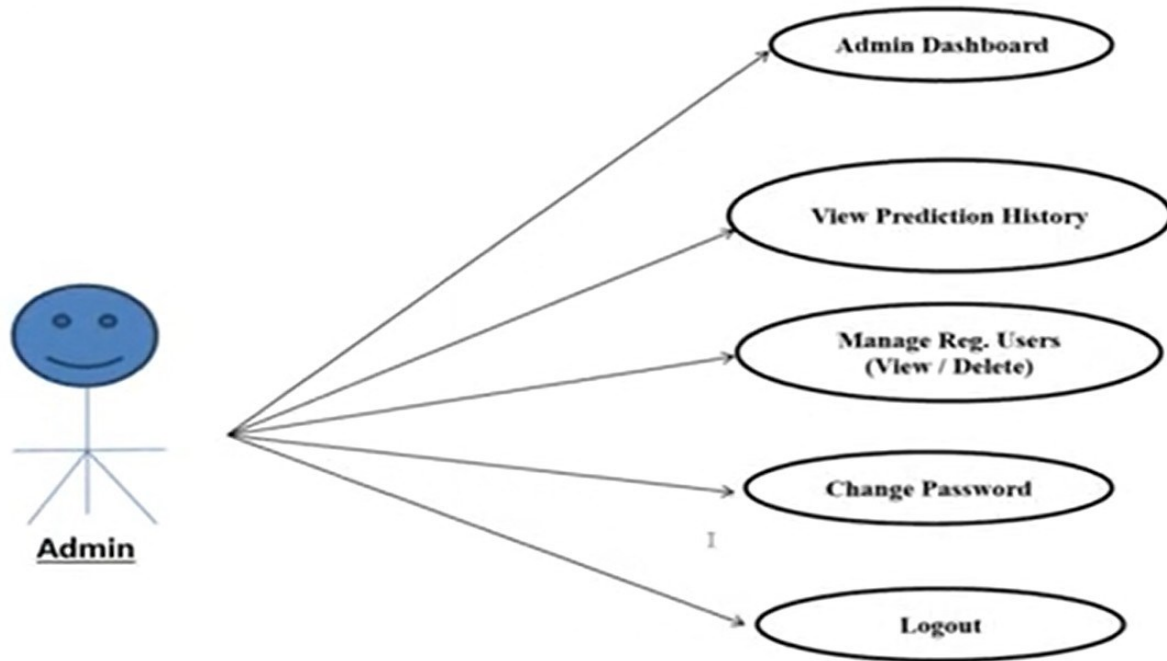 Admin Dashboard
View Prediction History
Manage Reg. Users
(View / Delete)
Change Password
Logout
Admin